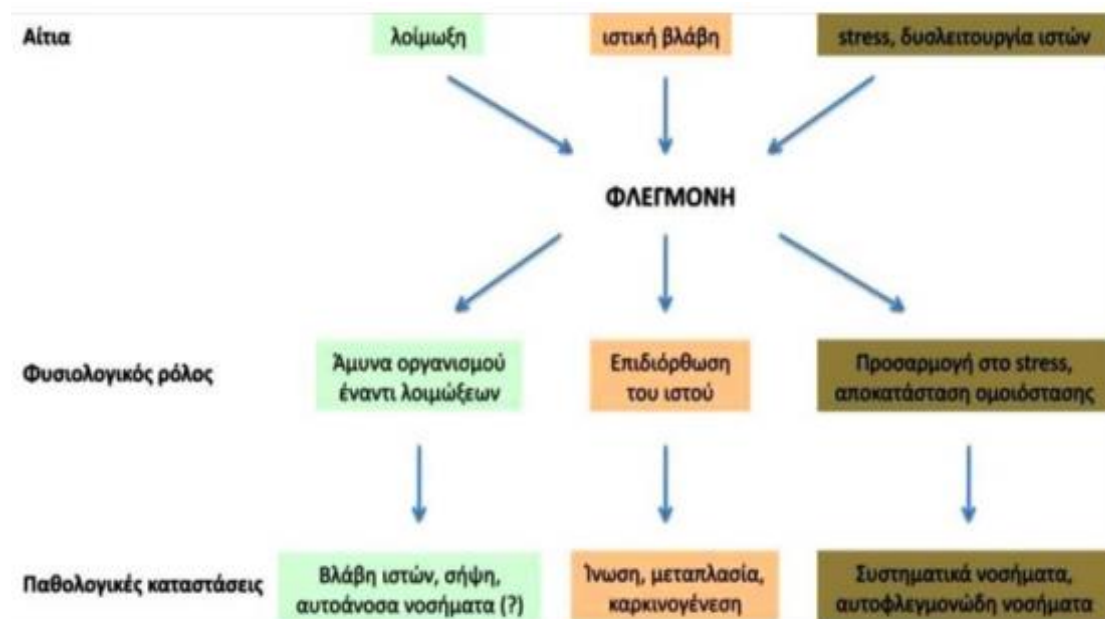 Αίτια
λοίμωξη
ιστική βλάβη
stress, δυσλειτουργία ιστών
ΦΛΕΓΜΟΝΗ
Φυσιολογικός ρόλος
Άμυνα οργανισμού
έναντι λοιμώξεων
Επιδιόρθωση
του ιστού
Προσαρμογή στο stress,
αποκατάσταση ομοιόστασης
Παθολογικές καταστάσεις
Βλάβη ιστών, σήψη,
αυτοάνοσα νοσήματα (?)
Ίνωση, μεταπλασία,
καρκινογένεση
Συστηματικά νοσήματα,
αυτοφλεγμονώδη νοσήματα